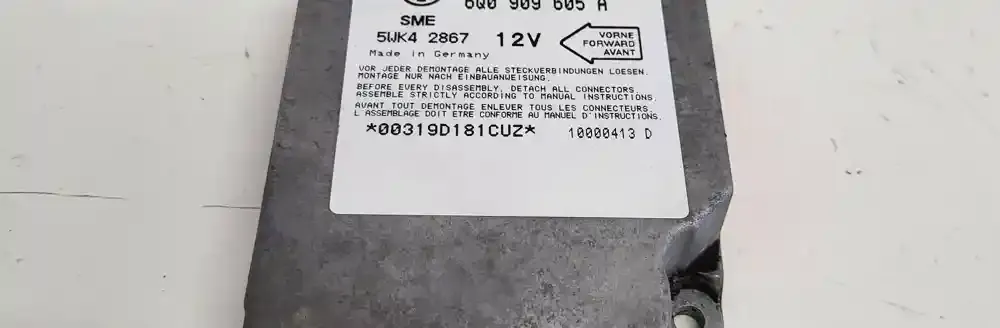 6Q0 909 605 A
SME
5WK4 2867 12V
VORNE
FORWARD
AVANT
Made in Germany
VOR JEDER DEMONTAGE ALLE STECKVERBINDUNGEN LOESEN.
MONTAGE NUR NACH EINBAUANWEISUNG.
BEFORE EVERY DISASSEMBLY, DETACH ALL CONNECTORS.
ASSEMBLE STRICTLY ACCORDING TO MANUAL INSTRUCTIONS.
AVANT TOUT DEMONTAGE ENLEVER TOUS LES CONNECTEURS.
L ASSEMBLAGE DOIT ETRE CONFORME AU MANUEL D'INSTRUCTIONS.
*00319D181CUZ* 10000413 D